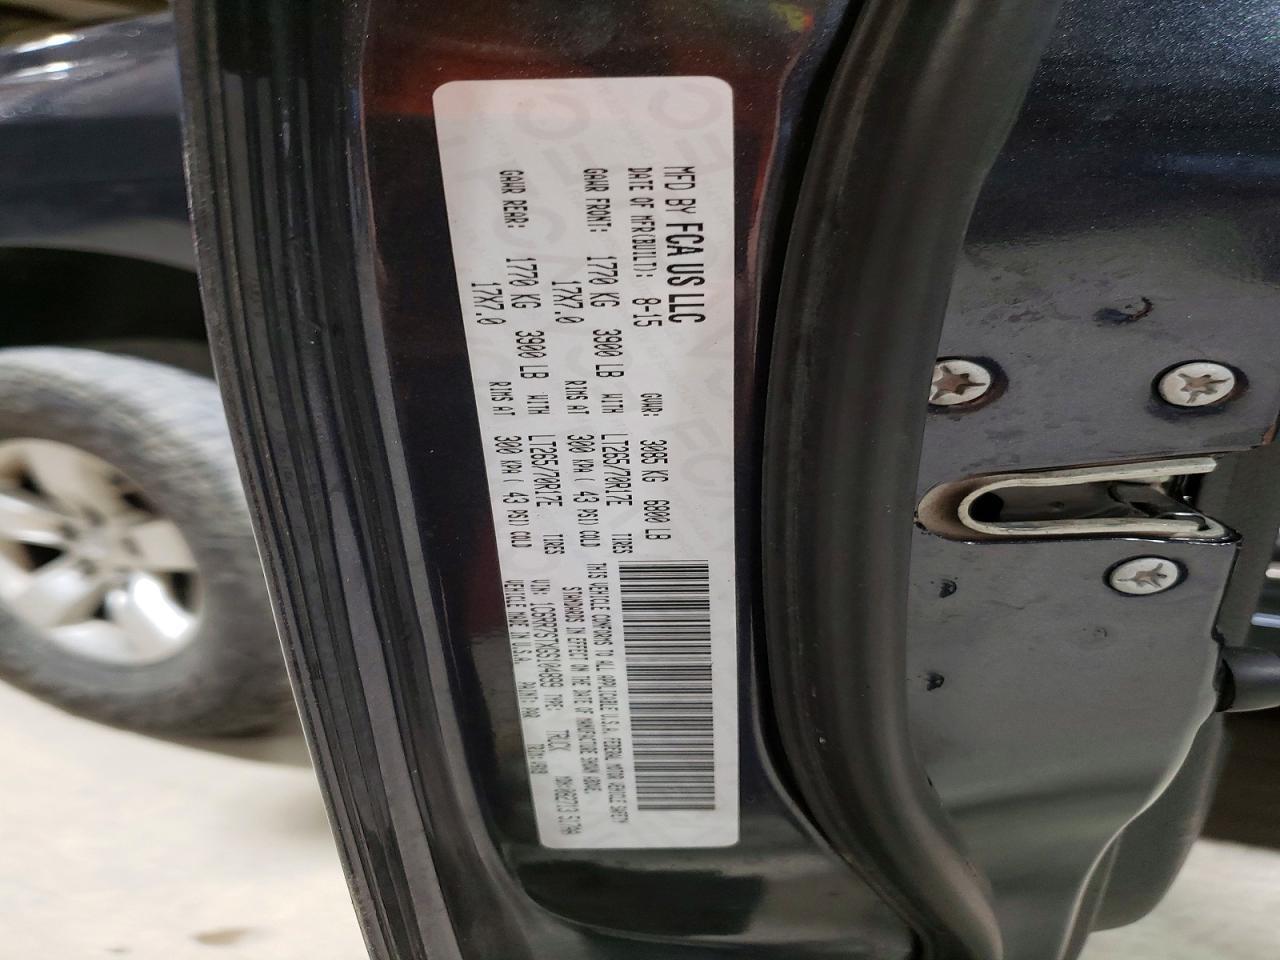 MFD BY FCA US LLC
DATE OF MFR(BUILT): 8-15 GVWR: 3085 KG 6800 LB
GAWR FRONT: 1770 KG 3900 LB WITH LT265/70R17E TIRES
17X7.0 RIMS AT 300 KPA( 43 PSI) COLD
GAWR REAR: 1770 KG 3900 LB WITH LT265/70R17E TIRES
17X7.0 RIMS AT 300 KPA( 43 PSI) COLD
THIS VEHICLE CONFORMS TO ALL APPLICABLE U.S.A. FEDERAL MOTOR VEHICLE SAFETY
STANDARDS IN EFFECT ON THE DATE OF MANUFACTURE SHOWN ABOVE.
VIN: TYPE: TRUCK
VEHICLE MADE IN U.S.A. PAINT: PAR TRIM: